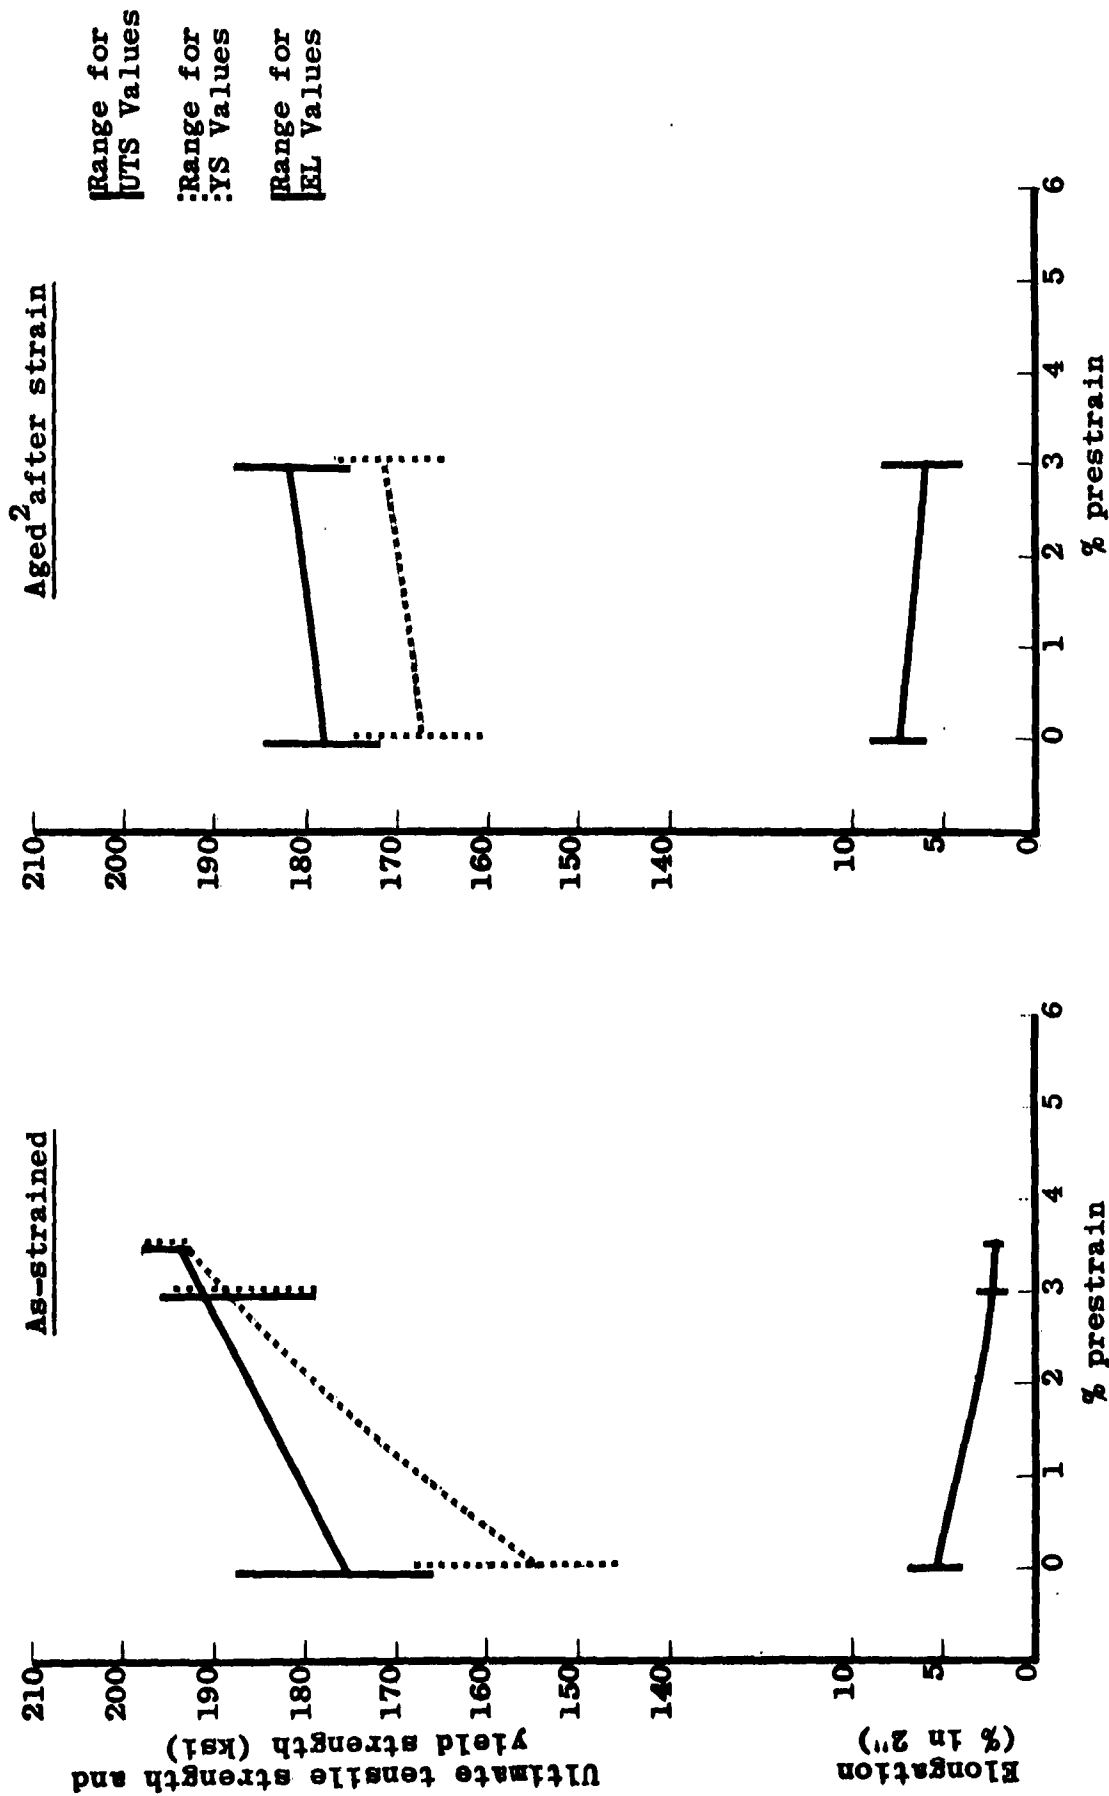 As-strained
Ultimate tensile strength and
yield strength (ksi)
210
200
190
180
170
160
150
140
Elongation
(% in 2")
10
5
0
0 1 2 3 4 5 6
% prestrain
Aged2 after strain
210
200
190
180
170
160
150
140
10
5
0
0 1 2 3 4 5 6
% prestrain
Range for
UTS Values
Range for
YS Values
Range for
EL Values